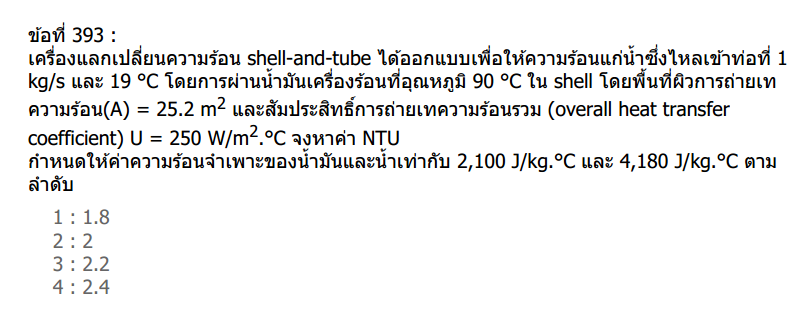 ข้อที่ 393 :
เครื่องแลกเปลี่ยนความร้อน shell-and-tube ได้ออกแบบเพื่อให้ความร้อนแก่น้ำซึ่งไหลเข้าท่อที่ 1
kg/s และ 19 °C โดยการผ่านน้ำมันเครื่องร้อนที่อุณหภูมิ 90 °C ใน shell โดยพื้นที่ผิวการถ่ายเท
ความร้อน(A) = 25.2 m² และสัมประสิทธิ์การถ่ายเทความร้อนรวม (overall heat transfer
coefficient) U = 250 W/m².°C จงหาค่า NTU
กำหนดให้ค่าความร้อนจำเพาะของน้ำมันและน้ำเท่ากับ 2,100 J/kg.°C และ 4,180 J/kg.°C ตาม
ลำดับ
1 : 1.8
2 : 2
3 : 2.2
4 : 2.4